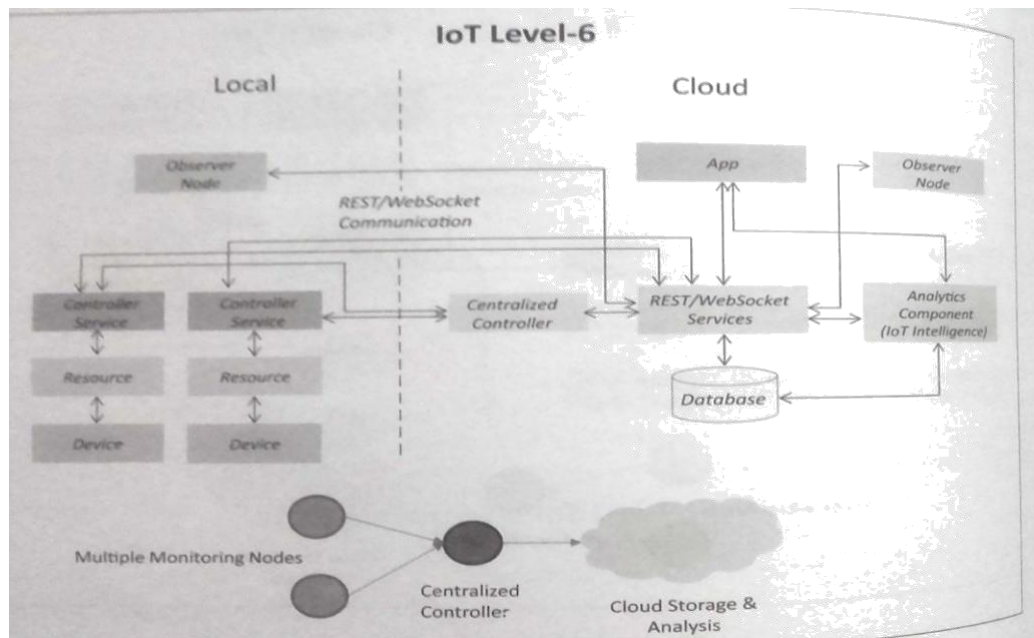 IoT Level-6
Local
Cloud
Observer
Node
App
Observer
Node
REST/WebSocket
Communication
Controller
Service
Controller
Service
Centralized
Controller
REST/WebSocket
Services
Analytics
Component
(IoT Intelligence)
Resource
Resource
Database
Device
Device
Multiple Monitoring Nodes
Centralized
Controller
Cloud Storage &
Analysis